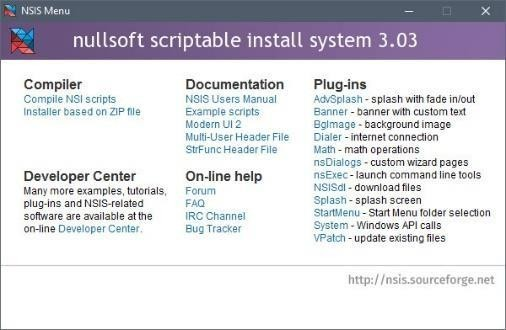 NSIS Menu
nullsoft scriptable install system 3.03
Compiler
Compile NSI scripts
Installer based on ZIP file
Developer Center
Many more examples, tutorials,
plug-ins and NSIS-related
software are available at the
on-line Developer Center.
Documentation
NSIS Users Manual
Example scripts
Modern UI 2
Multi-User Header File
StrFunc Header File
On-line help
Forum
FAQ
IRC Channel
Bug Tracker
Plug-ins
AdvSplash - splash with fade in/out
Banner - banner with custom text
BgImage - background image
Dialer - internet connection
Math - math operations
nsDialogs - custom wizard pages
nsExec - launch command line tools
NSISdl - download files
Splash - splash screen
StartMenu - Start Menu folder selection
System - Windows API calls
VPatch - update existing files
http://nsis.sourceforge.net